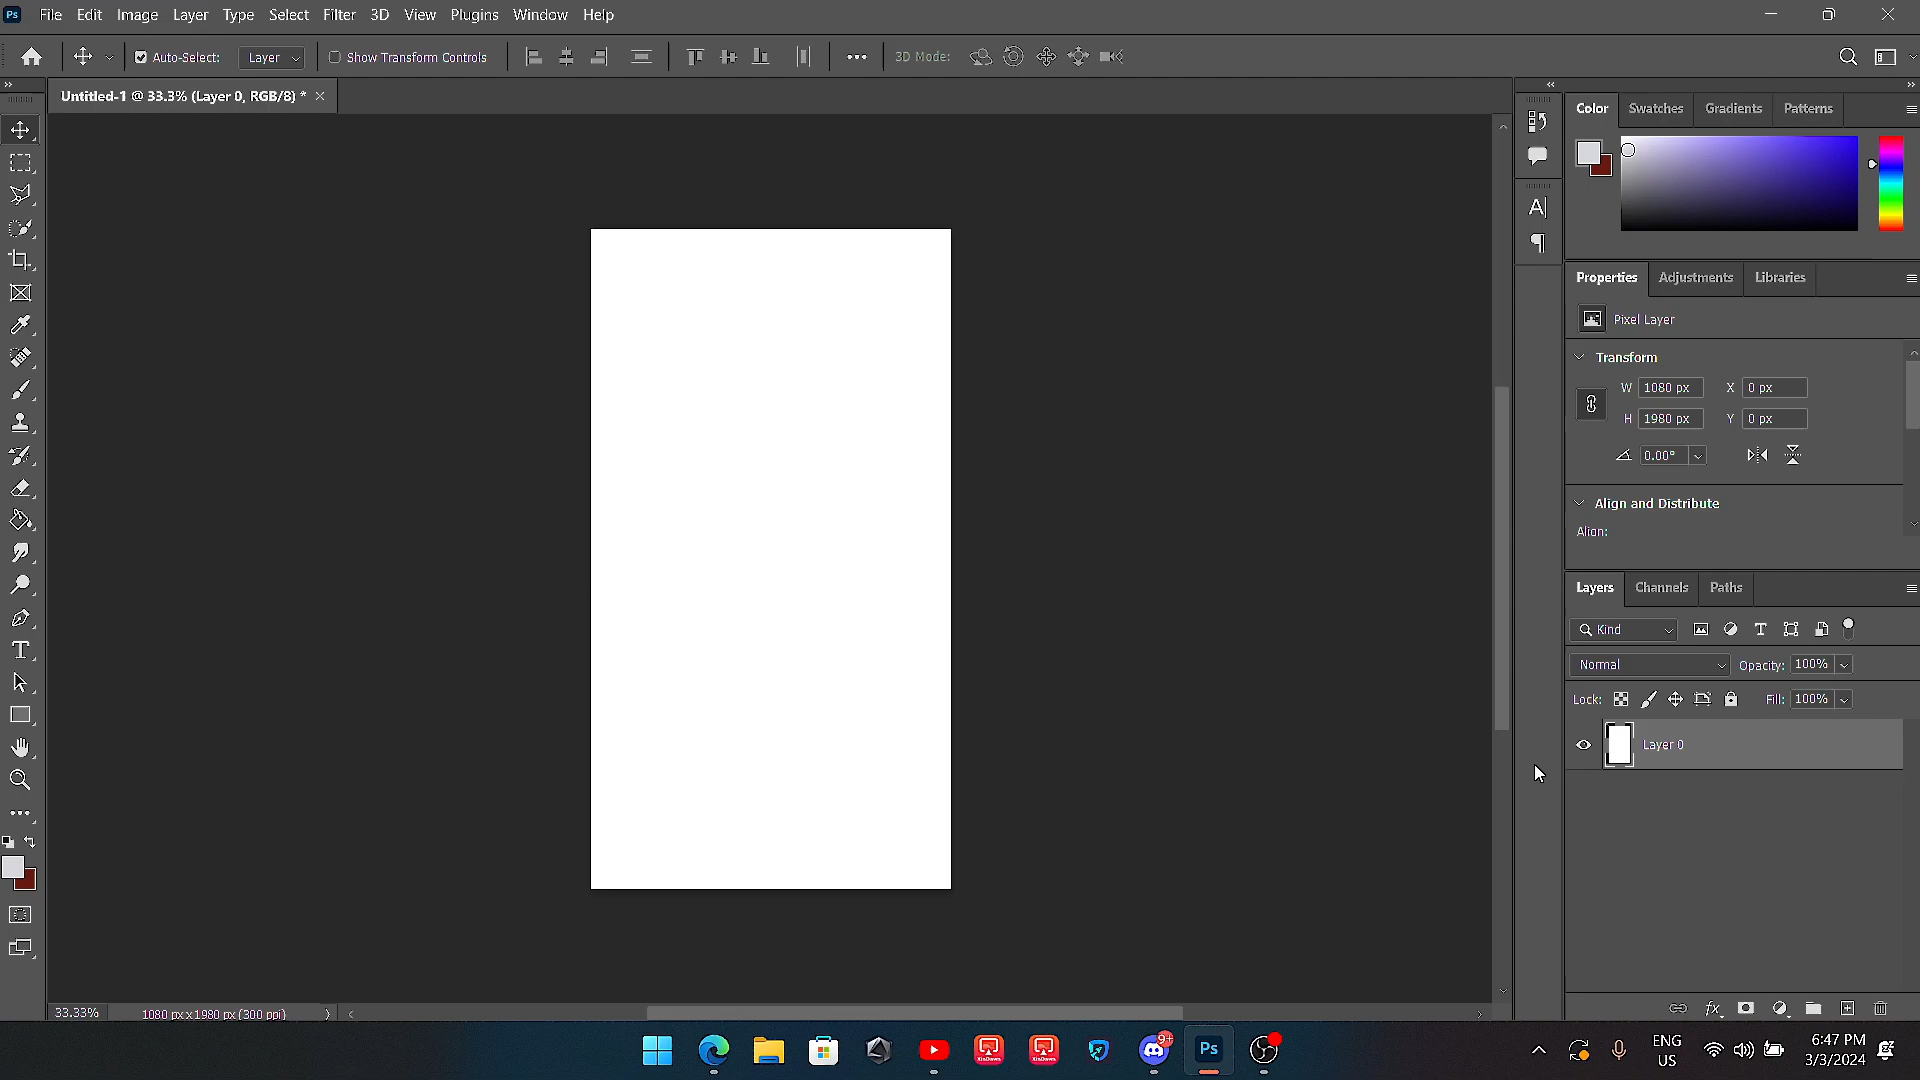 Ps File Edit Image Layer Type Select Filter 3D View Plugins Window Help
Auto-Select: Layer Show Transform Controls 3D Mode:
Untitled-1 @ 33.3% (Layer 0, RGB/8) *
Color Swatches Gradients Patterns
Properties Adjustments Libraries
Pixel Layer
Transform
W 1080 px X 0 px
H 1980 px Y 0 px
0.00°
Align and Distribute
Align:
Layers Channels Paths
Kind
Normal Opacity: 100%
Lock: Fill: 100%
Layer 0
33.33% 1080 px x 1980 px (300 ppi)
9+
Ps
ENG
US
6:47 PM
3/3/2024